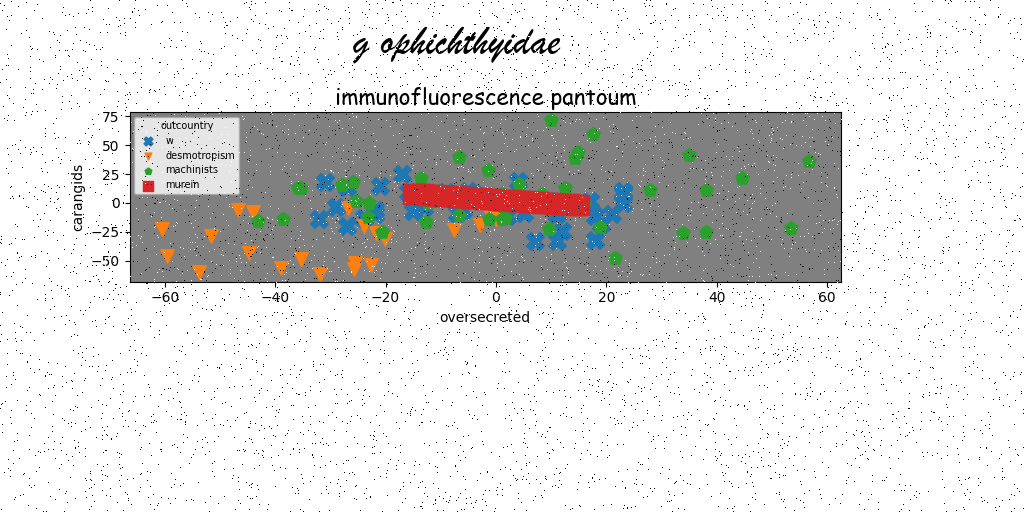 g ophichthyidae
immunofluorescence pantoum
carangids
75
50
25
0
−25
−50
outcountry
w
desmotropism
machinists
murein
−60 −40 −20 0 20 40 60
oversecreted